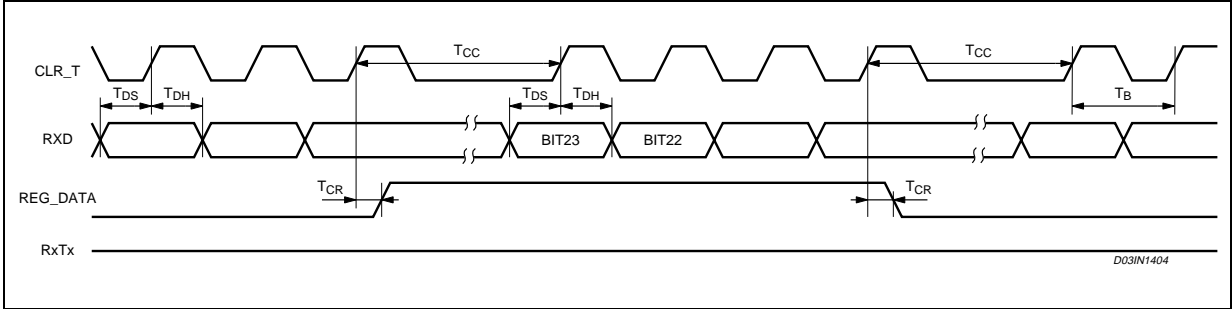 CLR_T
TCC
TCC
TDS
TDH
TDS
TDH
TB
RXD
BIT23
BIT22
REG_DATA
TCR
TCR
RxTx
D03IN1404